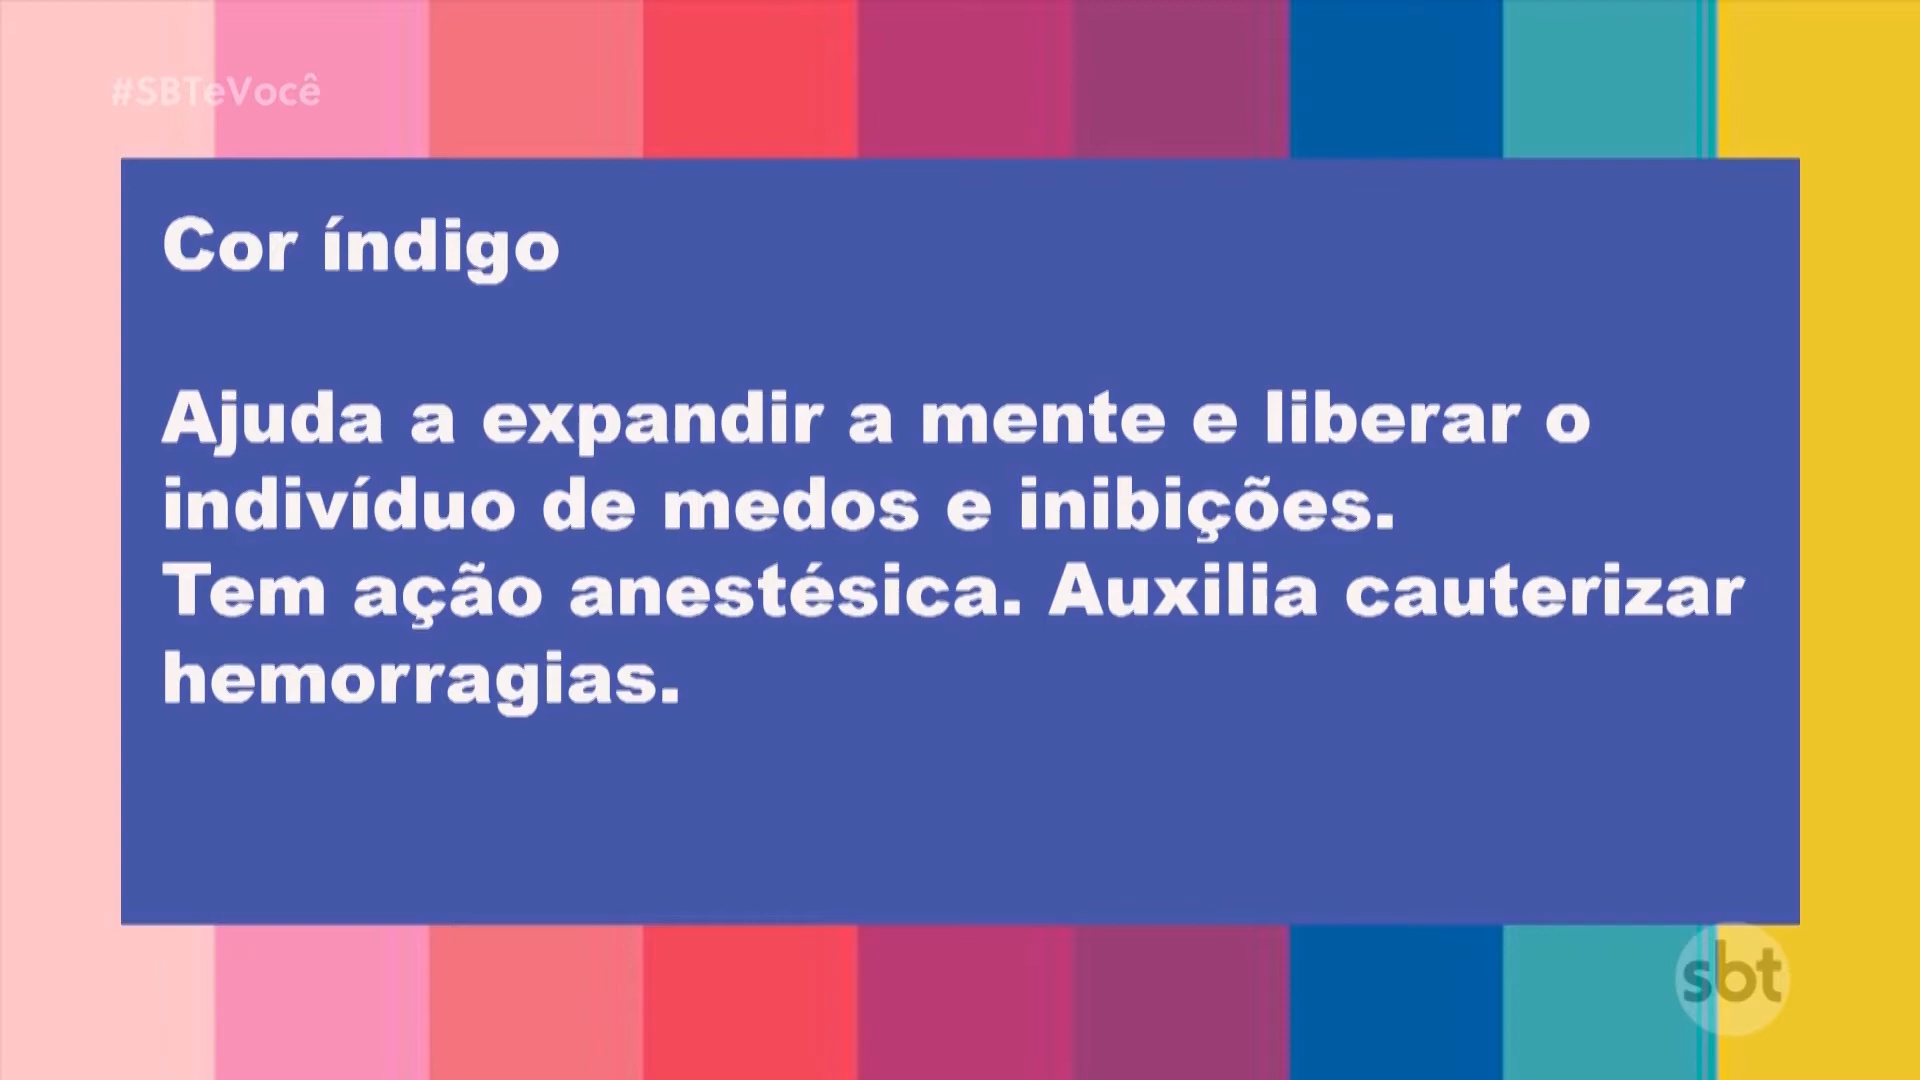 #SBTeVocê
Cor índigo
Ajuda a expandir a mente e liberar o
indivíduo de medos e inibições.
Tem ação anestésica. Auxilia cauterizar
hemorragias.
sbt